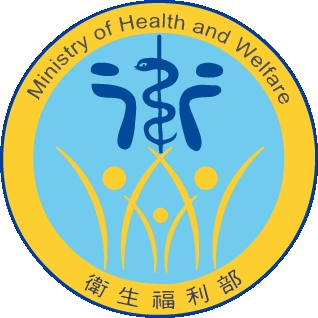 Ministry of Health and Welfare
衛生福利部